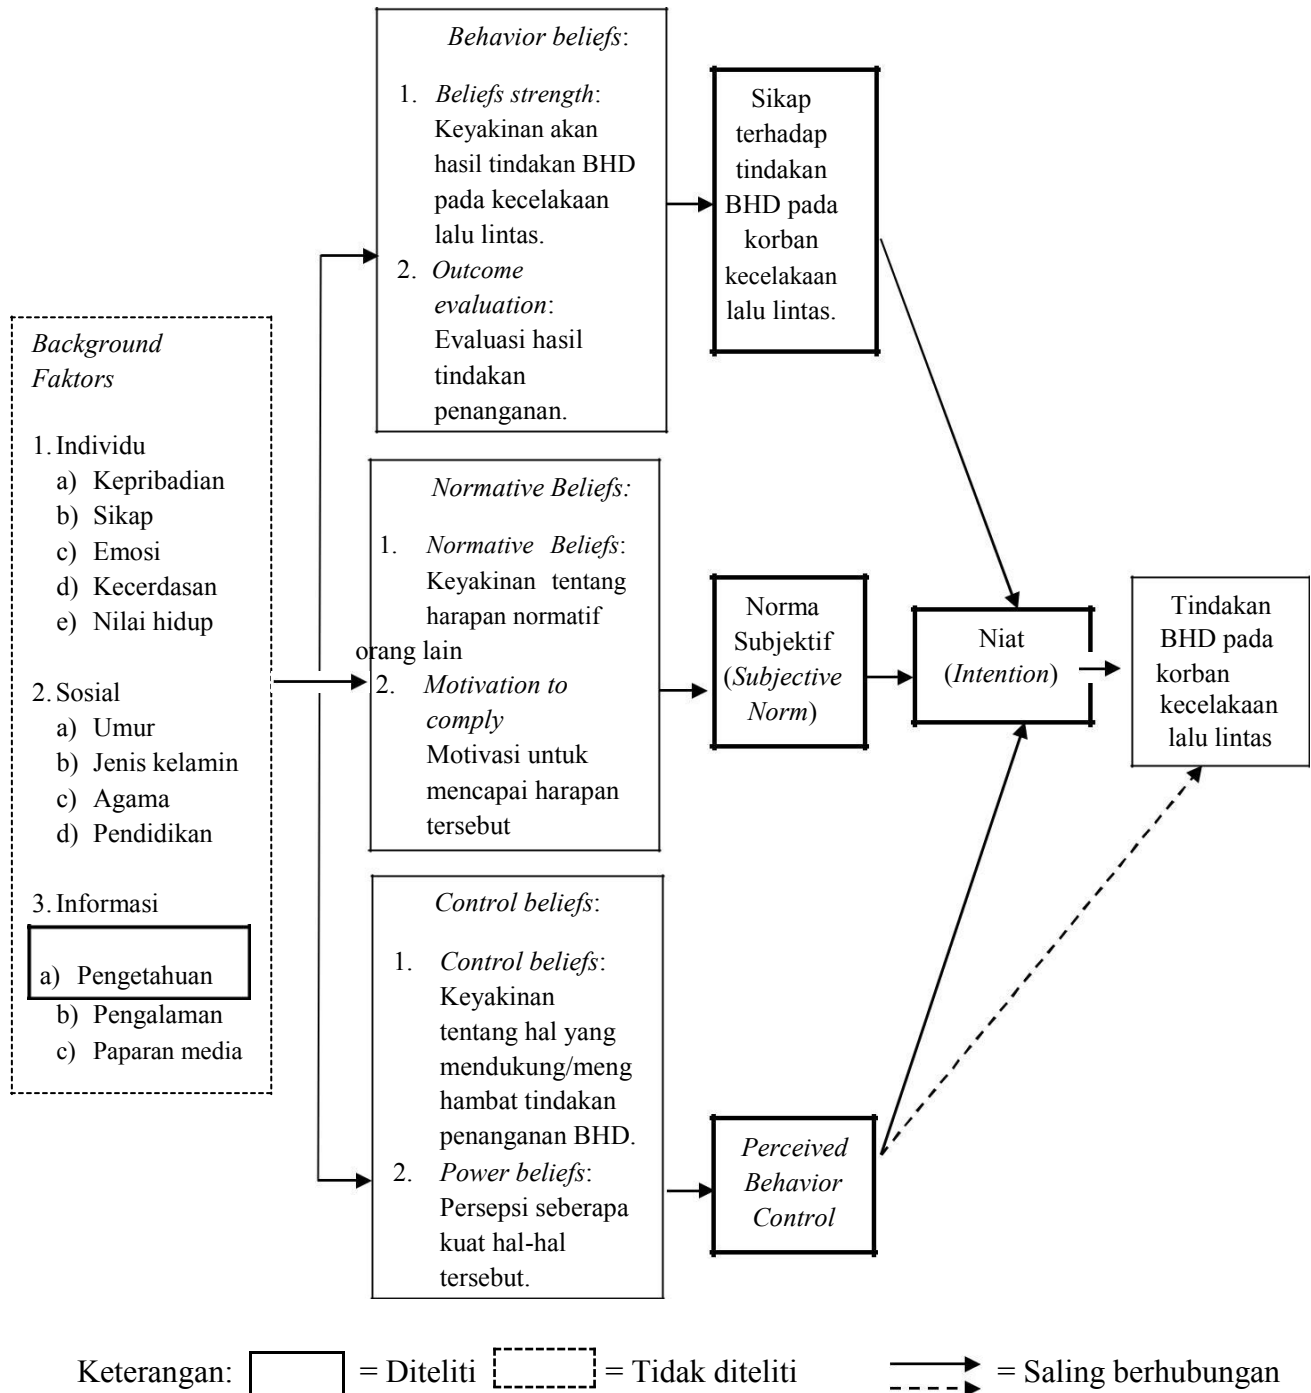 Background
Faktors
1. Individu
a) Kepribadian
b) Sikap
c) Emosi
d) Kecerdasan
e) Nilai hidup
2. Sosial
a) Umur
b) Jenis kelamin
c) Agama
d) Pendidikan
3. Informasi
a) Pengetahuan
b) Pengalaman
c) Paparan media
Behavior beliefs:
1. Beliefs strength:
Keyakinan akan
hasil tindakan BHD
pada kecelakaan
lalu lintas.
2. Outcome
evaluation:
Evaluasi hasil
tindakan
penanganan.
Normative Beliefs:
1. Normative Beliefs:
Keyakinan tentang
harapan normatif
orang lain
2. Motivation to
comply
Motivasi untuk
mencapai harapan
tersebut
Control beliefs:
1. Control beliefs:
Keyakinan
tentang hal yang
mendukung/meng
hambat tindakan
penanganan BHD.
2. Power beliefs:
Persepsi seberapa
kuat hal-hal
tersebut.
Sikap
terhadap
tindakan
BHD pada
korban
kecelakaan
lalu lintas.
Norma
Subjektif
(Subjective
Norm)
Perceived
Behavior
Control
Niat
(Intention)
Tindakan
BHD pada
korban
kecelakaan
lalu lintas
Keterangan: = Diteliti = Tidak diteliti = Saling berhubungan